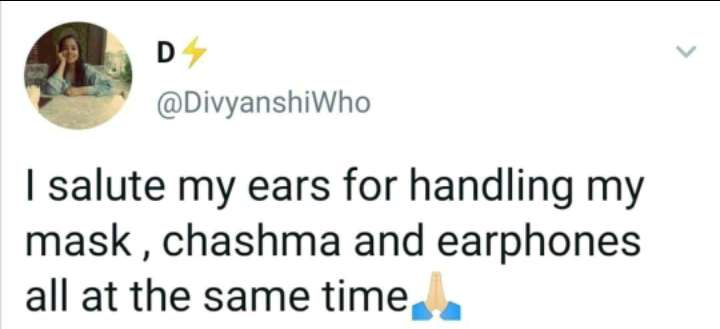 D⚡
@DivyanshiWho
I salute my ears for handling my
mask , chashma and earphones
all at the same time🙏🏼